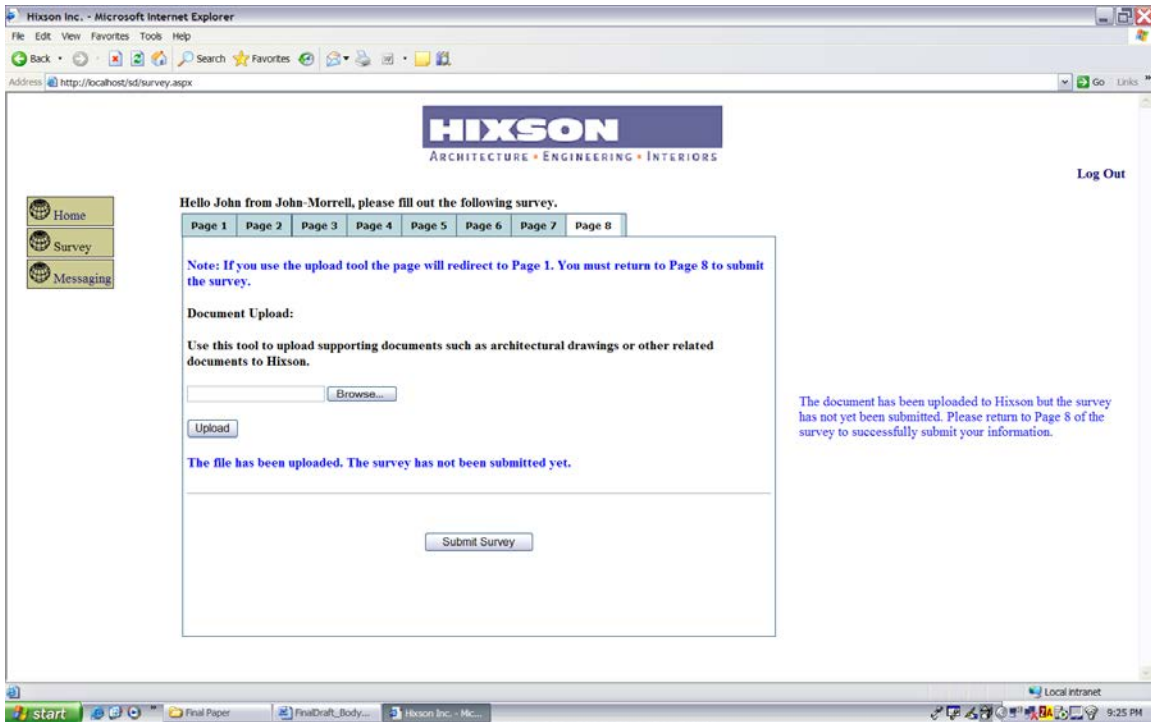 Hixson Inc. - Microsoft Internet Explorer
File Edit View Favorites Tools Help
Back Search Favorites
Address http://localhost/sd/survey.aspx Go Links
HIXSON
ARCHITECTURE • ENGINEERING • INTERIORS
Log Out
Hello John from John-Morrell, please fill out the following survey.
Home
Survey
Messaging
Page 1 Page 2 Page 3 Page 4 Page 5 Page 6 Page 7 Page 8
Note: If you use the upload tool the page will redirect to Page 1. You must return to Page 8 to submit
the survey.
Document Upload:
Use this tool to upload supporting documents such as architectural drawings or other related
documents to Hixson.
Browse...
Upload
The file has been uploaded. The survey has not been submitted yet.
Submit Survey
The document has been uploaded to Hixson but the survey
has not yet been submitted. Please return to Page 8 of the
survey to successfully submit your information.
Local intranet
start Final Paper FinalDraft_Body... Hixson Inc. - Mic... 9:25 PM